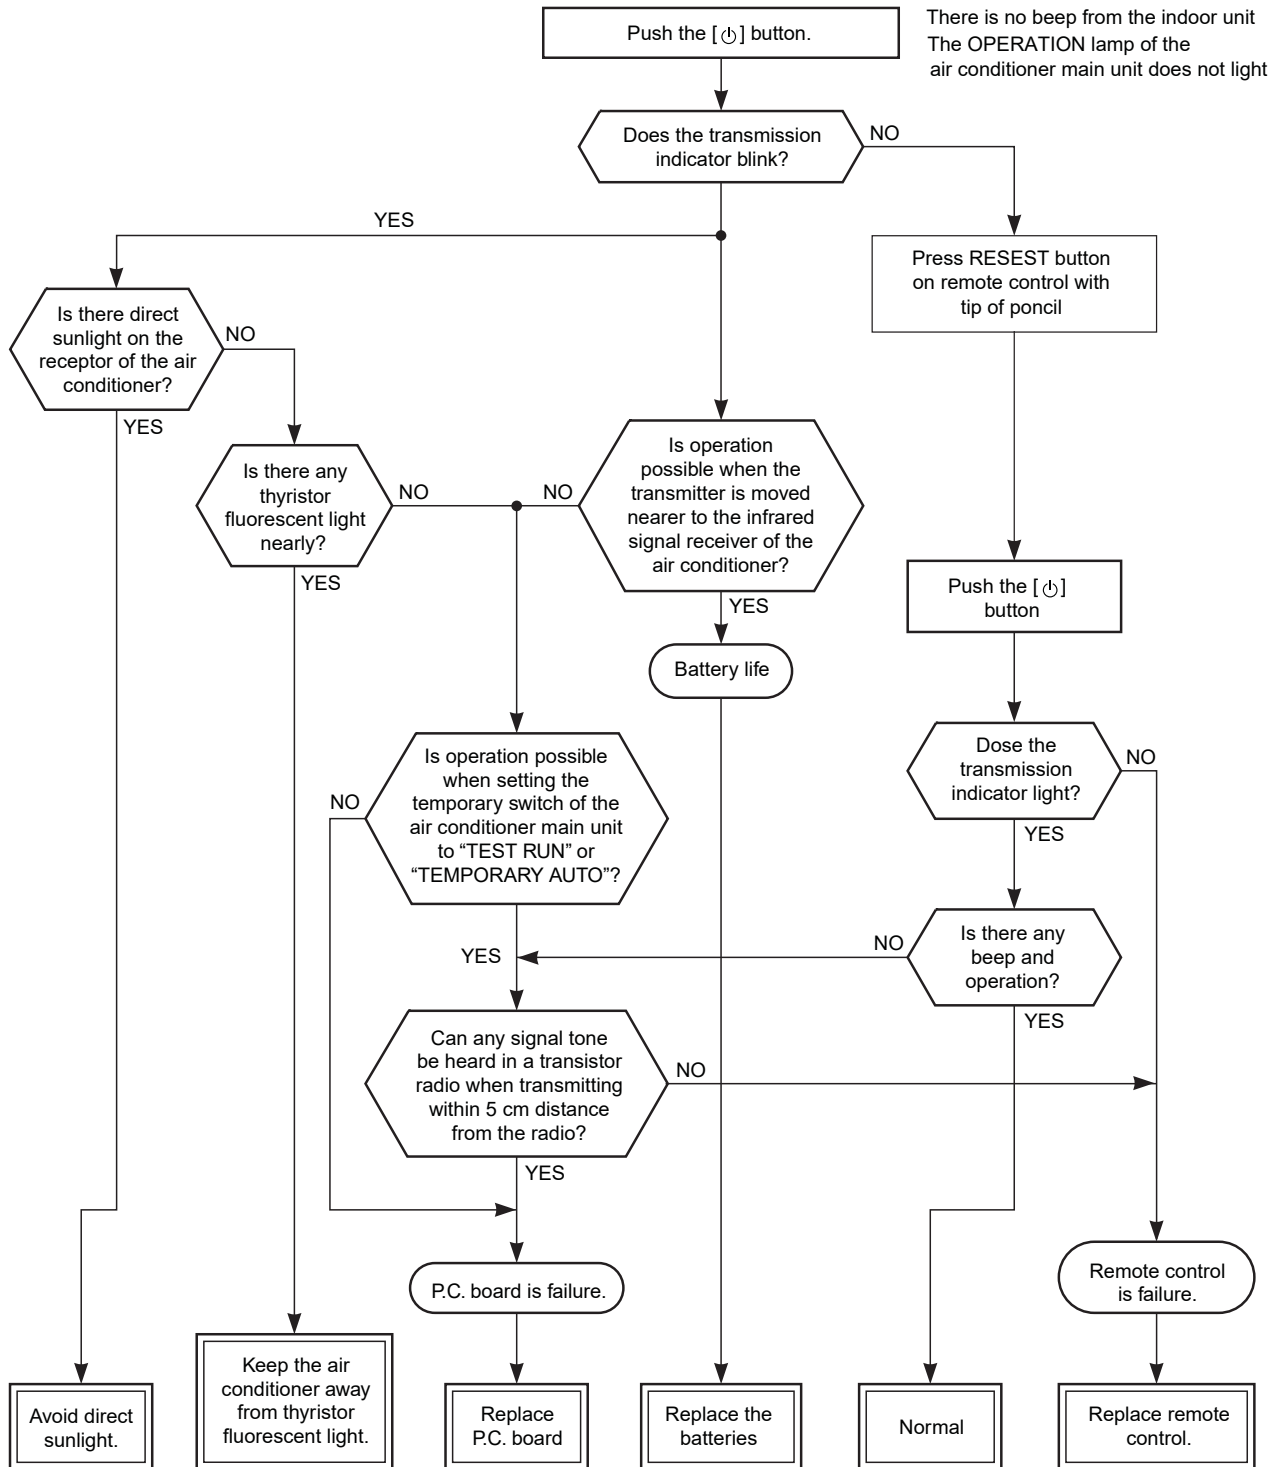 Push the [⏻] button.
There is no beep from the indoor unit
The OPERATION lamp of the
air conditioner main unit does not light
Does the transmission
indicator blink?
NO
YES
Press RESEST button
on remote control with
tip of poncil
Is there direct
sunlight on the
receptor of the air
conditioner?
NO
YES
Is there any
thyristor
fluorescent light
nearly?
NO
YES
Is operation
possible when the
transmitter is moved
nearer to the infrared
signal receiver of the
air conditioner?
NO
YES
Push the [⏻]
button
Battery life
Is operation possible
when setting the
temporary switch of the
air conditioner main unit
to “TEST RUN” or
“TEMPORARY AUTO”?
NO
YES
Dose the
transmission
indicator light?
NO
YES
Is there any
beep and
operation?
NO
YES
Can any signal tone
be heard in a transistor
radio when transmitting
within 5 cm distance
from the radio?
NO
YES
P.C. board is failure.
Remote control
is failure.
Avoid direct
sunlight.
Keep the air
conditioner away
from thyristor
fluorescent light.
Replace
P.C. board
Replace the
batteries
Normal
Replace remote
control.